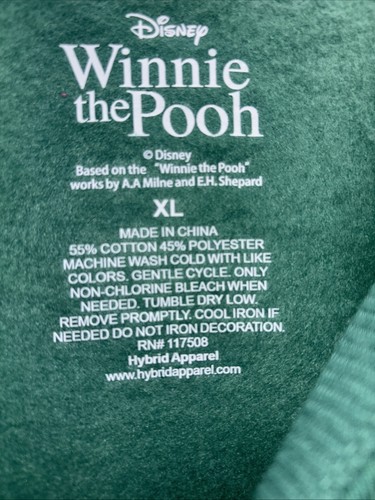 Disney
Winnie
the Pooh
© Disney
Based on the "Winnie the Pooh"
works by A.A Milne and E.H. Shepard
XL
MADE IN CHINA
55% COTTON 45% POLYESTER
MACHINE WASH COLD WITH LIKE
COLORS. GENTLE CYCLE. ONLY
NON-CHLORINE BLEACH WHEN
NEEDED. TUMBLE DRY LOW.
REMOVE PROMPTLY. COOL IRON IF
NEEDED DO NOT IRON DECORATION.
RN# 117508
Hybrid Apparel
www.hybridapparel.com